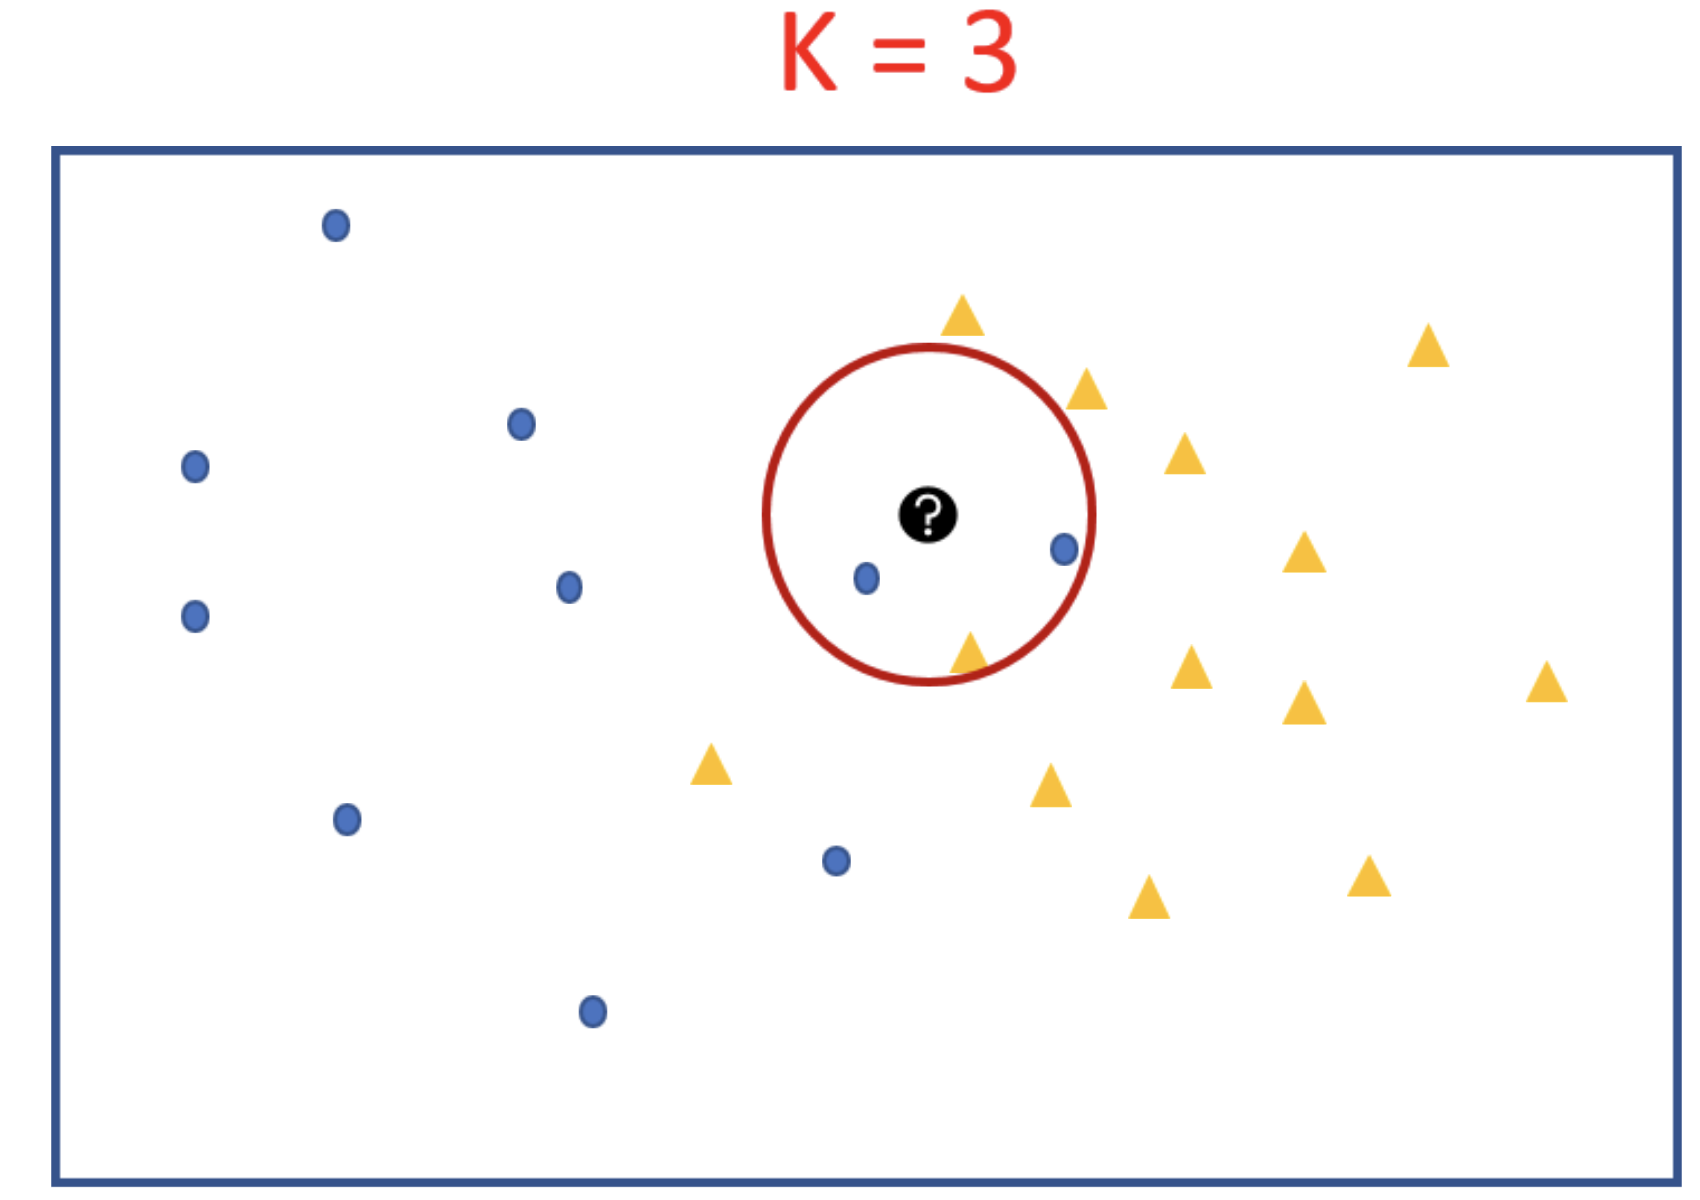 K = 3
?